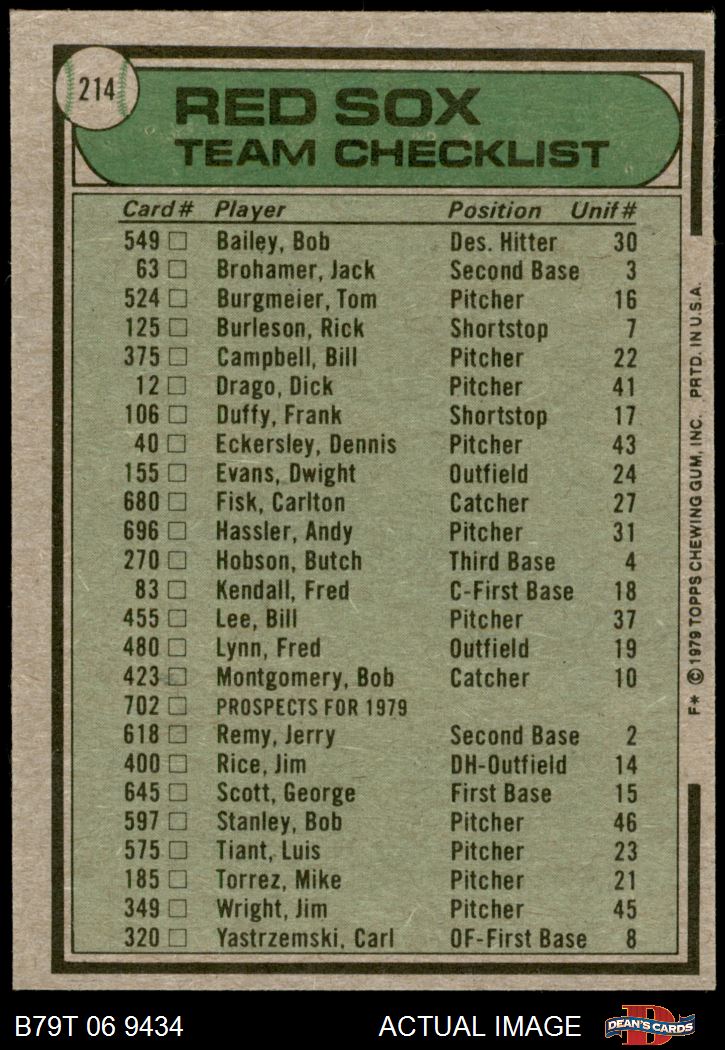 214
RED SOX
TEAM CHECKLIST
Card# Player Position Unif#
549 Bailey, Bob Des. Hitter 30
63 Brohamer, Jack Second Base 3
524 Burgmeier, Tom Pitcher 16
125 Burleson, Rick Shortstop 7
375 Campbell, Bill Pitcher 22
12 Drago, Dick Pitcher 41
106 Duffy, Frank Shortstop 17
40 Eckersley, Dennis Pitcher 43
155 Evans, Dwight Outfield 24
680 Fisk, Carlton Catcher 27
696 Hassler, Andy Pitcher 31
270 Hobson, Butch Third Base 4
83 Kendall, Fred C-First Base 18
455 Lee, Bill Pitcher 37
480 Lynn, Fred Outfield 19
423 Montgomery, Bob Catcher 10
702 PROSPECTS FOR 1979
618 Remy, Jerry Second Base 2
400 Rice, Jim DH-Outfield 14
645 Scott, George First Base 15
597 Stanley, Bob Pitcher 46
575 Tiant, Luis Pitcher 23
185 Torrez, Mike Pitcher 21
349 Wright, Jim Pitcher 45
320 Yastrzemski, Carl OF-First Base 8
F* © 1979 TOPPS CHEWING GUM, INC. PRTD. IN U.S.A.
B79T 06 9434 ACTUAL IMAGE
D
DEAN'S CARDS